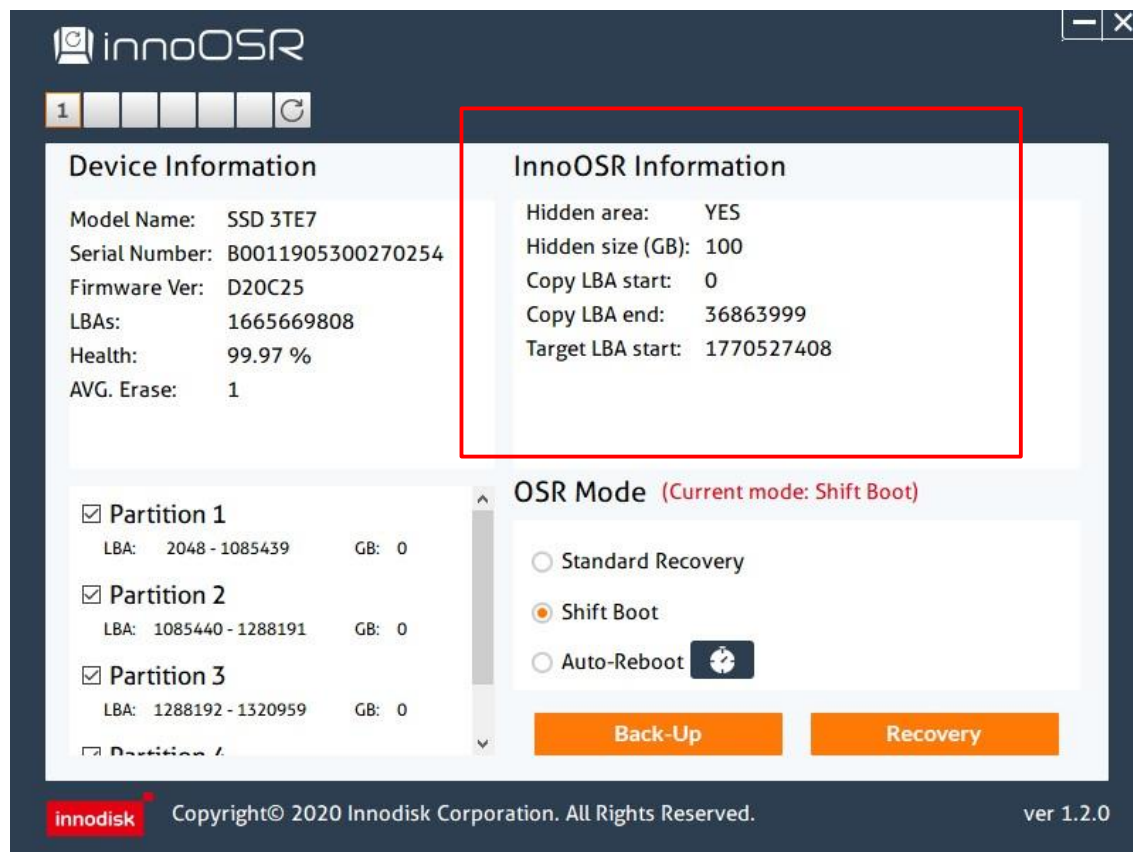 innoOSR
1
Device Information
Model Name: SSD 3TE7
Serial Number: B0011905300270254
Firmware Ver: D20C25
LBAs: 1665669808
Health: 99.97 %
AVG. Erase: 1
InnoOSR Information
Hidden area: YES
Hidden size (GB): 100
Copy LBA start: 0
Copy LBA end: 36863999
Target LBA start: 1770527408
Partition 1
LBA: 2048 - 1085439 GB: 0
Partition 2
LBA: 1085440 - 1288191 GB: 0
Partition 3
LBA: 1288192 - 1320959 GB: 0
Partition
OSR Mode (Current mode: Shift Boot)
Standard Recovery
Shift Boot
Auto-Reboot
Back-Up
Recovery
innodisk
Copyright© 2020 Innodisk Corporation. All Rights Reserved.
ver 1.2.0